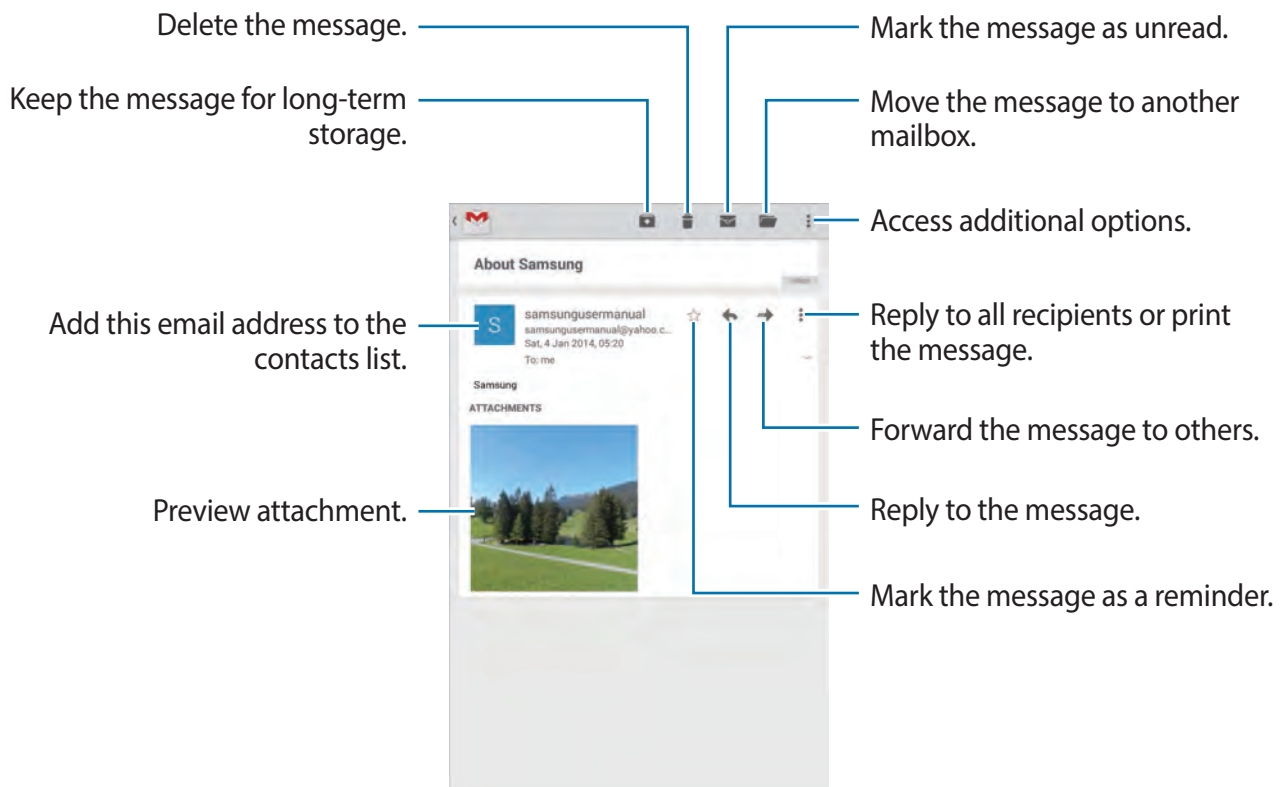 Delete the message.
Keep the message for long-term
storage.
Add this email address to the
contacts list.
Preview attachment.
About Samsung
S
samsungusermanual
samsungusermanual@yahoo.c...
Sat, 4 Jan 2014, 05:20
To: me
Samsung
ATTACHMENTS
Mark the message as unread.
Move the message to another
mailbox.
Access additional options.
Reply to all recipients or print
the message.
Forward the message to others.
Reply to the message.
Mark the message as a reminder.